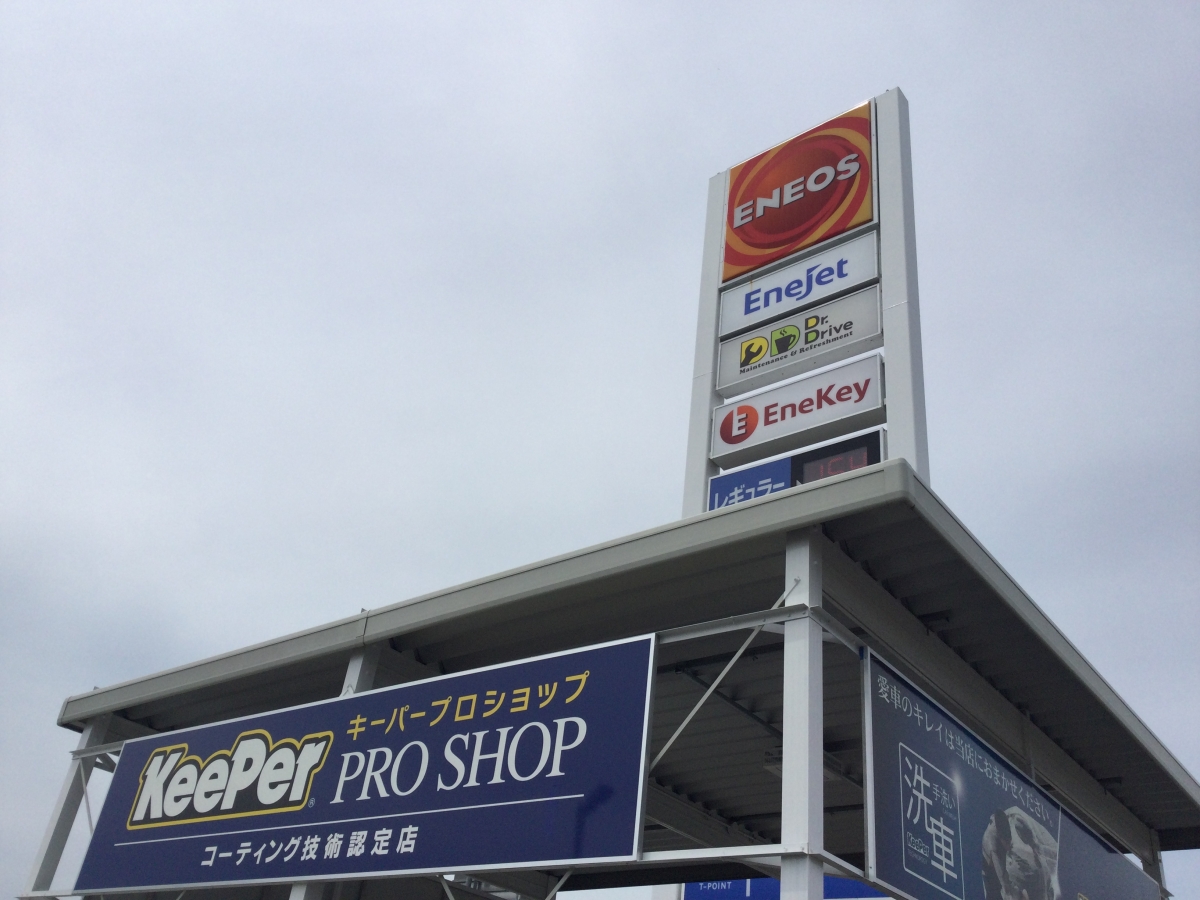 ENEOS
EneJet
Dr.
Drive
Maintenance & Refreshment
E EneKey
レギュラー
キーパープロショップ
KeePer PRO SHOP
コーティング技術認定店
愛車のキレイは当店におまかせください。
手洗い
洗車
KeePer
T-POINT